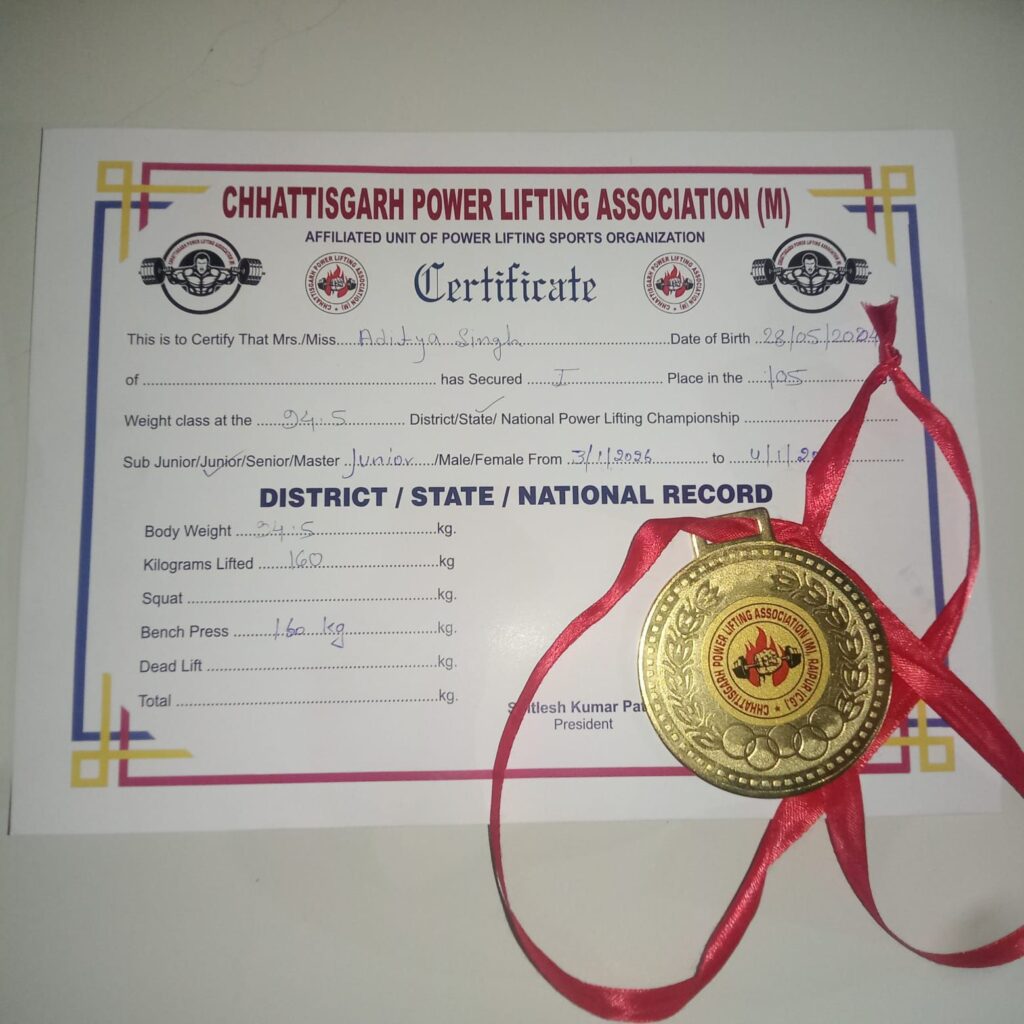 CHHATTISGARH POWER LIFTING ASSOCIATION (M)
AFFILIATED UNIT OF POWER LIFTING SPORTS ORGANIZATION
Certificate
This is to Certify That Mrs./Miss.....Aditya Singh.....Date of Birth ..28/05/2004
of ............ has Secured ....I.... Place in the ....105....
Weight class at the ....94.5.... District/State/ National Power Lifting Championship ............
Sub Junior/Junior/Senior/Master ..Junior.. /Male/Female From ..3/1/2026.. to ..4/1/20
DISTRICT / STATE / NATIONAL RECORD
Body Weight ....94.5....kg.
Kilograms Lifted ....160....kg
Squat ............kg.
Bench Press ....160 kg....kg.
Dead Lift ............kg.
Total ............kg.
tlesh Kumar Pat
President
CHHATTISGARH POWER LIFTING ASSOCIATION (M), RAIPUR (C.G.)